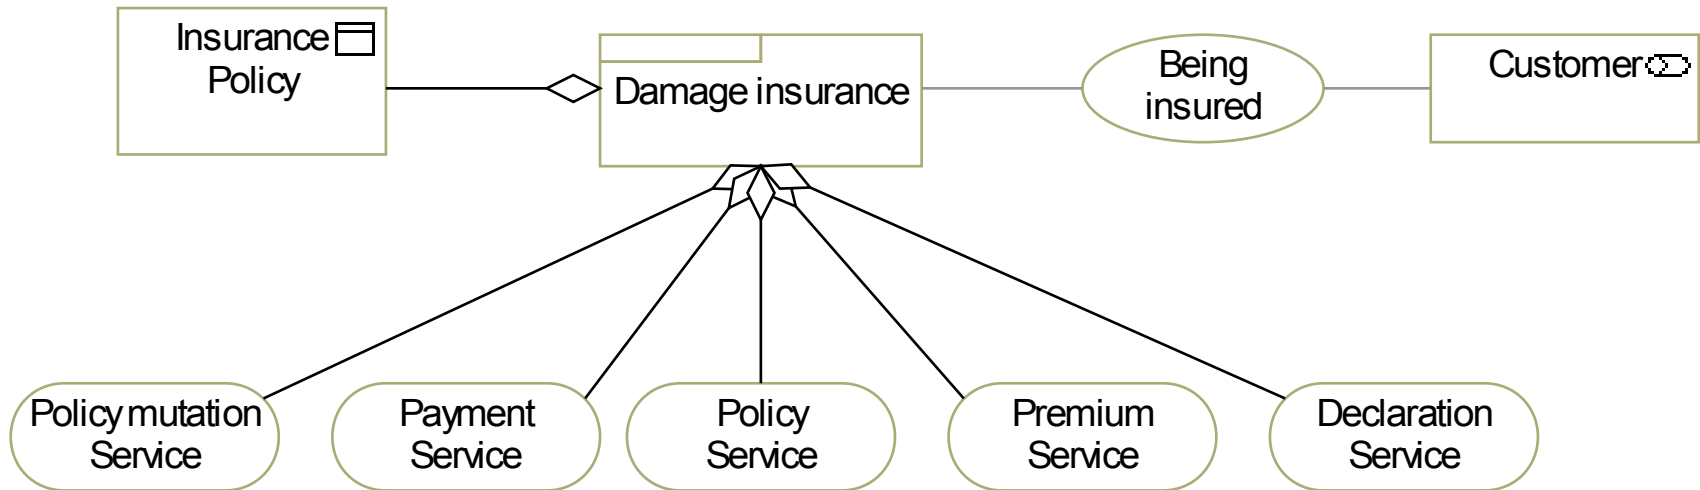 Insurance
Policy
Damage insurance
Being
insured
Customer
Policy mutation
Service
Payment
Service
Policy
Service
Premium
Service
Declaration
Service